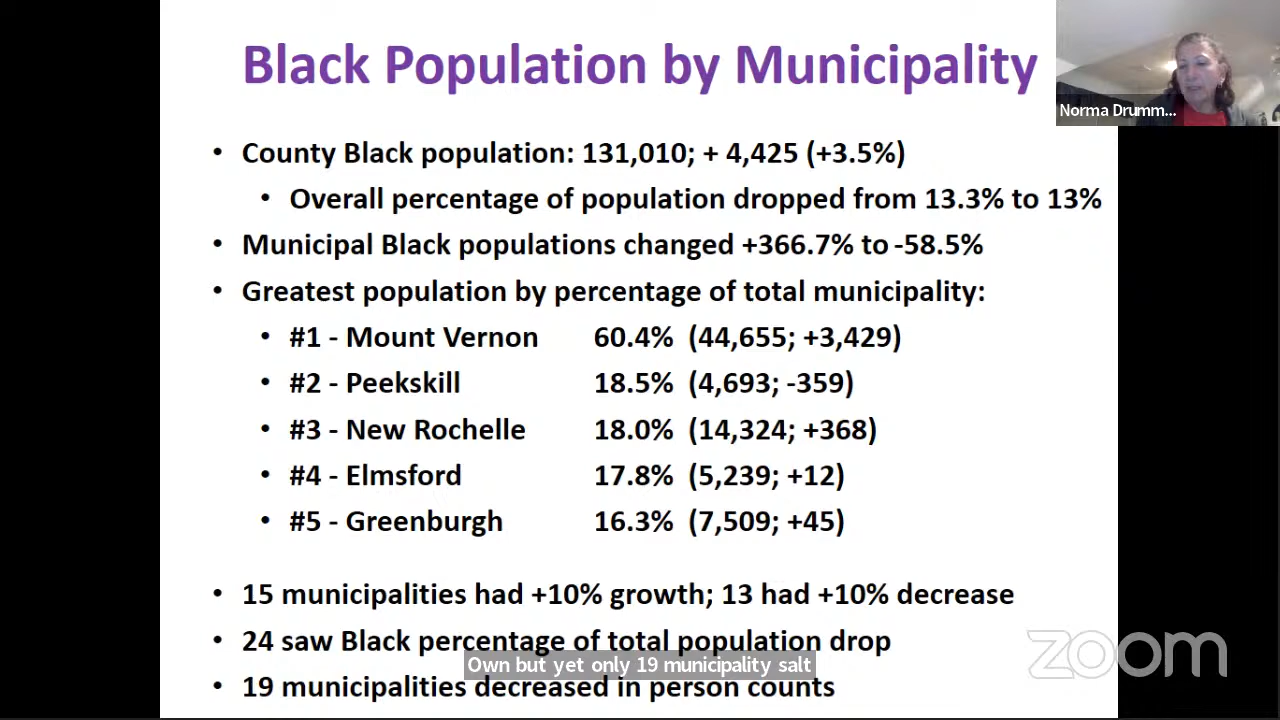 Black Population by Municipality
Norma Drumm...
• County Black population: 131,010; + 4,425 (+3.5%)
• Overall percentage of population dropped from 13.3% to 13%
• Municipal Black populations changed +366.7% to -58.5%
• Greatest population by percentage of total municipality:
• #1 - Mount Vernon 60.4% (44,655; +3,429)
• #2 - Peekskill 18.5% (4,693; -359)
• #3 - New Rochelle 18.0% (14,324; +368)
• #4 - Elmsford 17.8% (5,239; +12)
• #5 - Greenburgh 16.3% (7,509; +45)
• 15 municipalities had +10% growth; 13 had +10% decrease
• 24 saw Black percentage of total population drop
zoom
Own but yet only 19 municipality salt
• 19 municipalities decreased in person counts